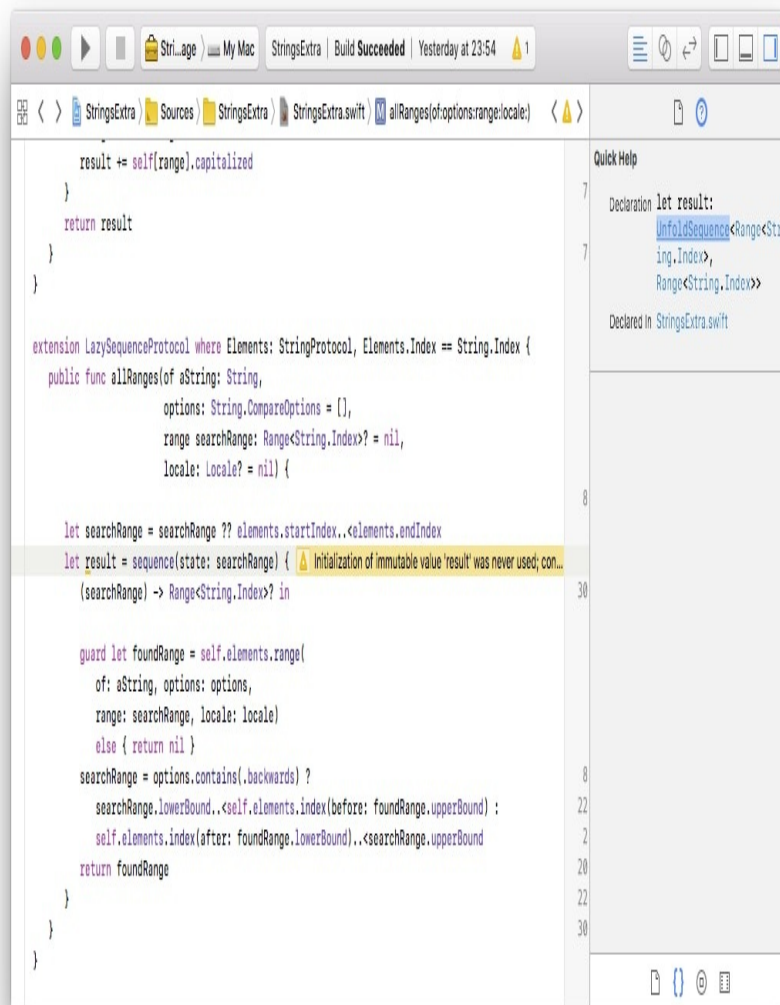 Stri...age 〉 My Mac
StringsExtra | Build Succeeded | Yesterday at 23:54 1
StringsExtra 〉 Sources 〉 StringsExtra 〉 StringsExtra.swift 〉 M allRanges(of:options:range:locale:)
result += self[range].capitalized
}
return result
}
}
extension LazySequenceProtocol where Elements: StringProtocol, Elements.Index == String.Index {
public func allRanges(of aString: String,
options: String.CompareOptions = [],
range searchRange: Range<String.Index>? = nil,
locale: Locale? = nil) {
let searchRange = searchRange ?? elements.startIndex..<elements.endIndex
let result = sequence(state: searchRange) { Initialization of immutable value 'result' was never used; con...
(searchRange) -> Range<String.Index>? in
guard let foundRange = self.elements.range(
of: aString, options: options,
range: searchRange, locale: locale)
else { return nil }
searchRange = options.contains(.backwards) ?
searchRange.lowerBound..<self.elements.index(before: foundRange.upperBound) :
self.elements.index(after: foundRange.lowerBound)..<searchRange.upperBound
return foundRange
}
}
}
7
7
8
30
8
22
2
20
22
30
Quick Help
Declaration let result:
UnfoldSequence<Range<Str
ing.Index>,
Range<String.Index>>
Declared In StringsExtra.swift